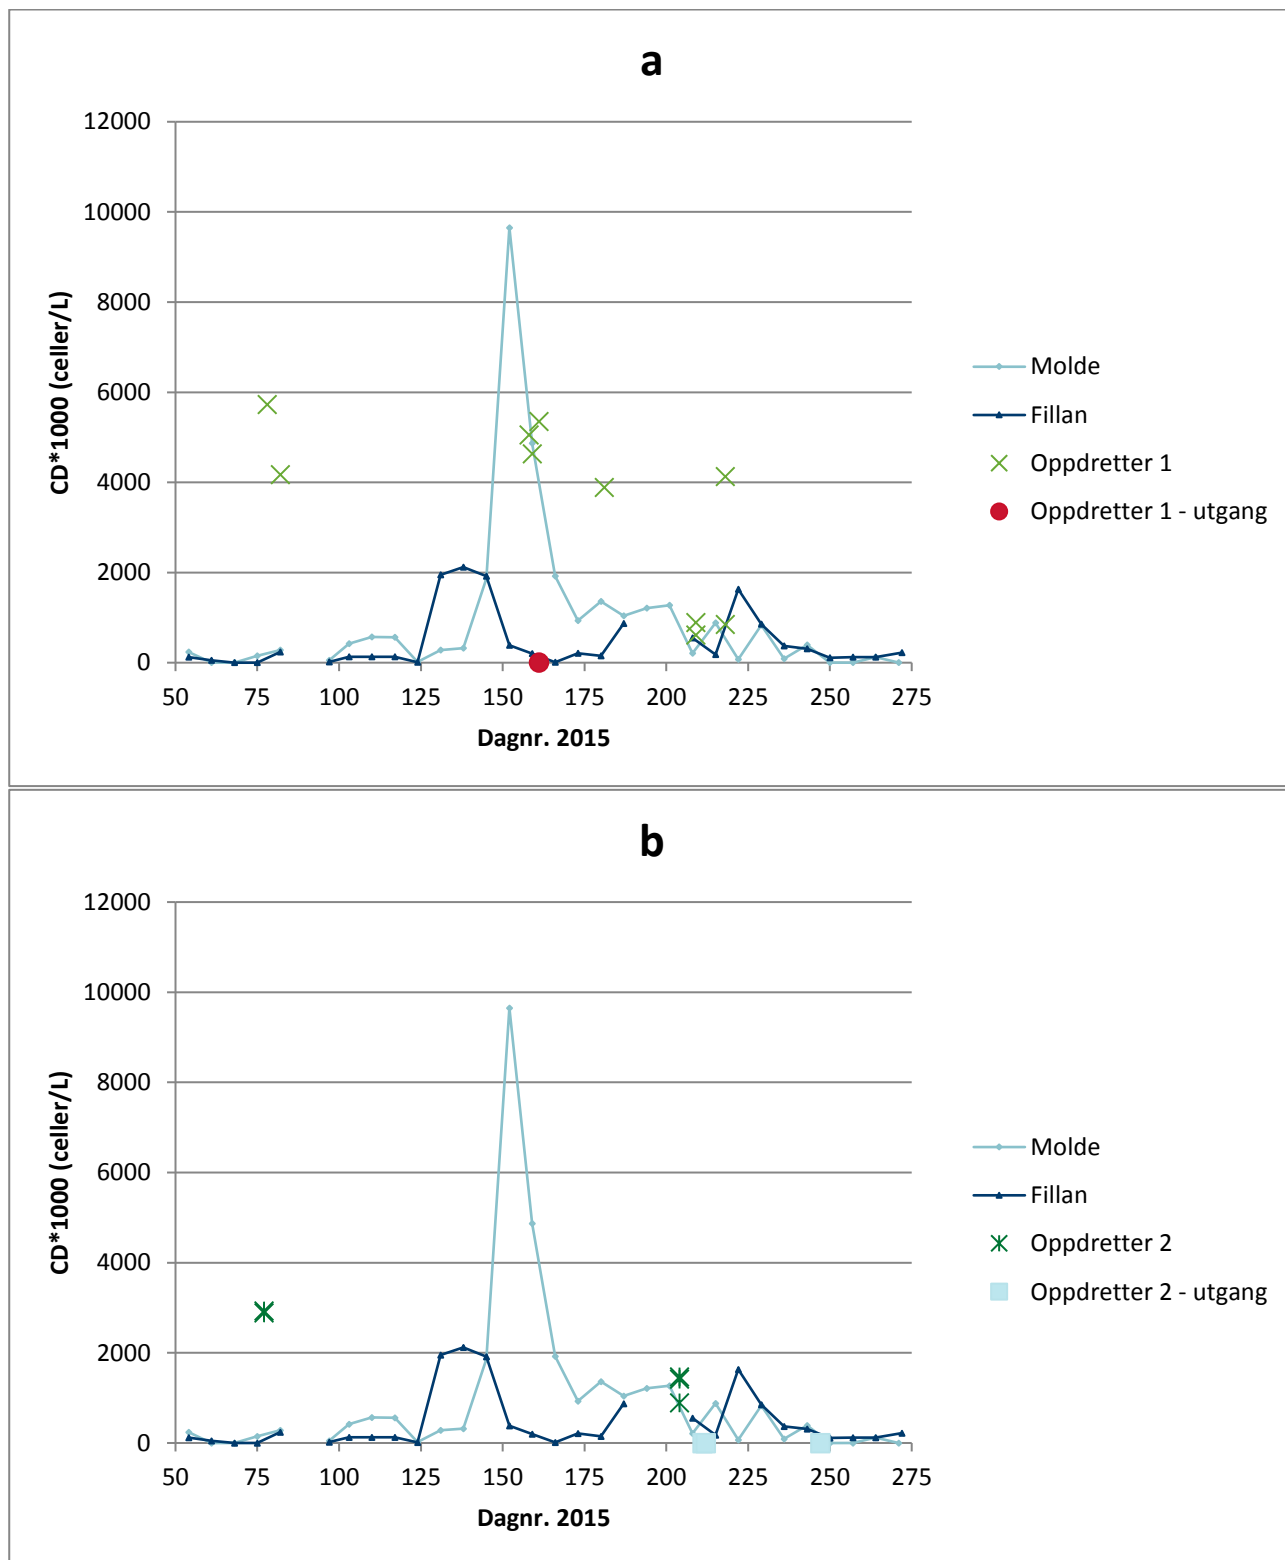 a
12000
10000
8000
6000
4000
2000
0
CD*1000 (celler/L)
50 75 100 125 150 175 200 225 250 275
Dagnr. 2015
Molde
Fillan
Oppdretter 1
Oppdretter 1 - utgang
b
12000
10000
8000
6000
4000
2000
0
CD*1000 (celler/L)
50 75 100 125 150 175 200 225 250 275
Dagnr. 2015
Molde
Fillan
Oppdretter 2
Oppdretter 2 - utgang